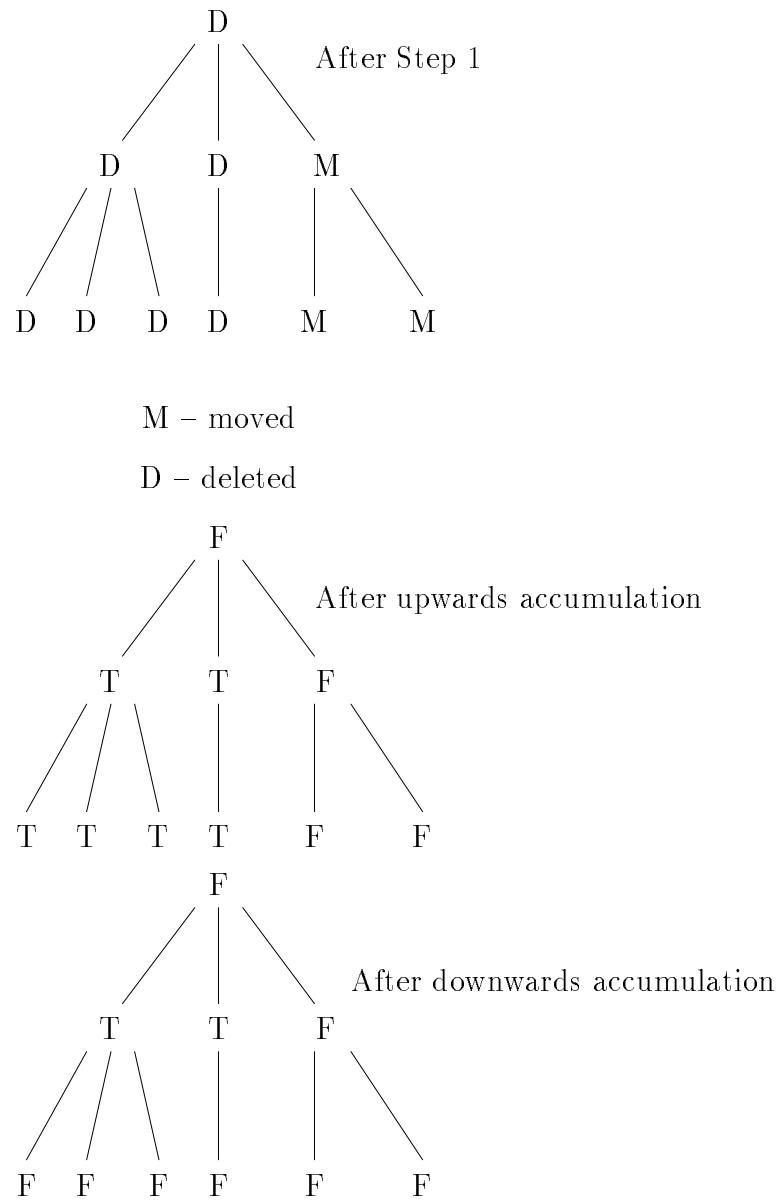 D
After Step 1
D D M
D D D D M M
M – moved
D – deleted
F
After upwards accumulation
T T F
T T T T F F
F
After downwards accumulation
T T F
F F F F F F